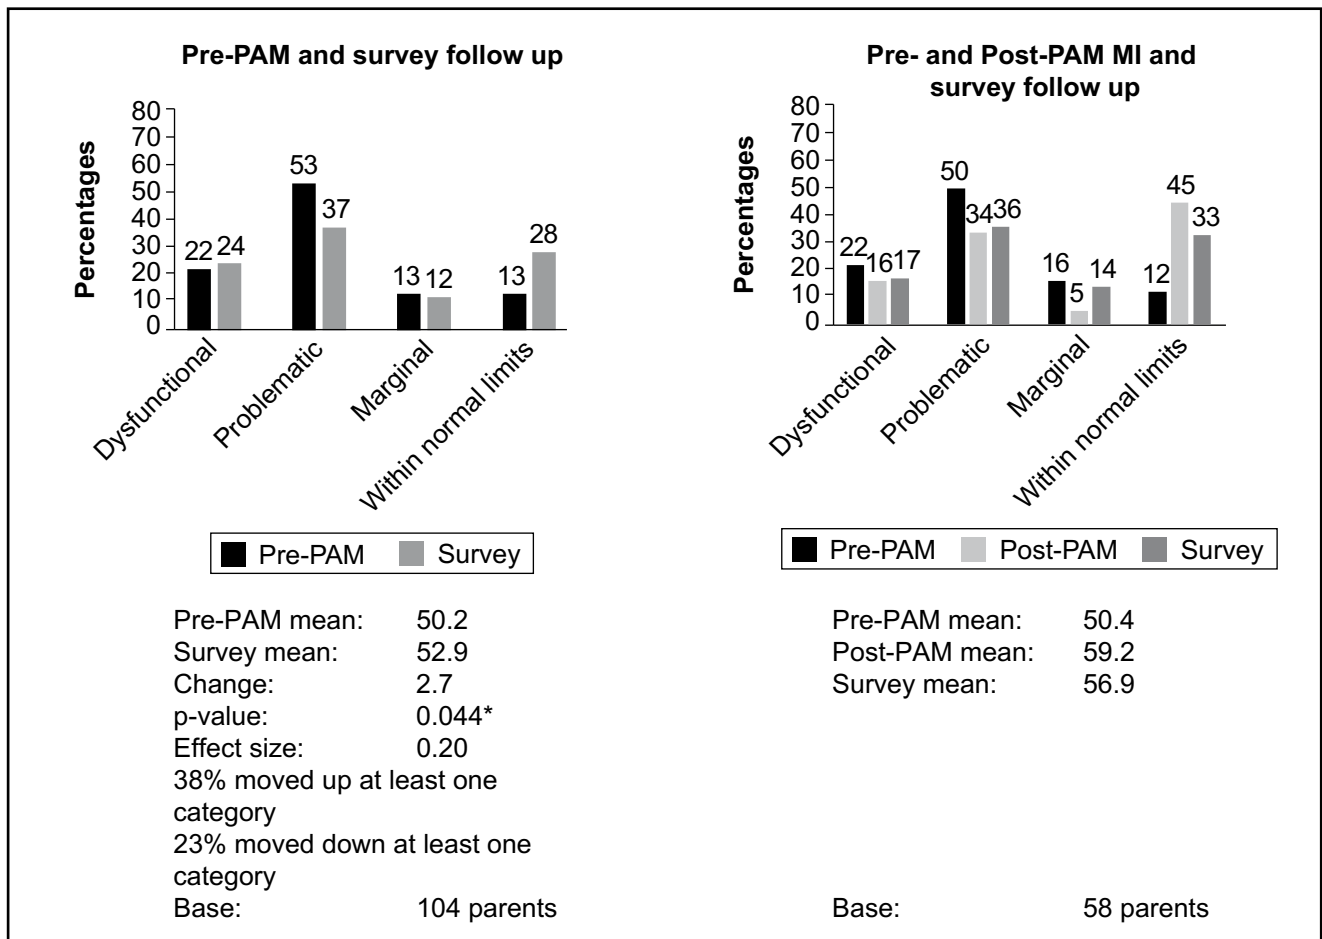 Pre-PAM and survey follow up
Percentages
80
70
60
50
40
30
20
10
0
22
24
53
37
13
12
13
28
Dysfunctional
Problematic
Marginal
Within normal limits
Pre-PAM
Survey
Pre-PAM mean: 50.2
Survey mean: 52.9
Change: 2.7
p-value: 0.044*
Effect size: 0.20
38% moved up at least one
category
23% moved down at least one
category
Base: 104 parents
Pre- and Post-PAM MI and
survey follow up
Percentages
80
70
60
50
40
30
20
10
0
22
16
17
50
34
36
16
5
14
12
45
33
Dysfunctional
Problematic
Marginal
Within normal limits
Pre-PAM
Post-PAM
Survey
Pre-PAM mean: 50.4
Post-PAM mean: 59.2
Survey mean: 56.9
Base: 58 parents